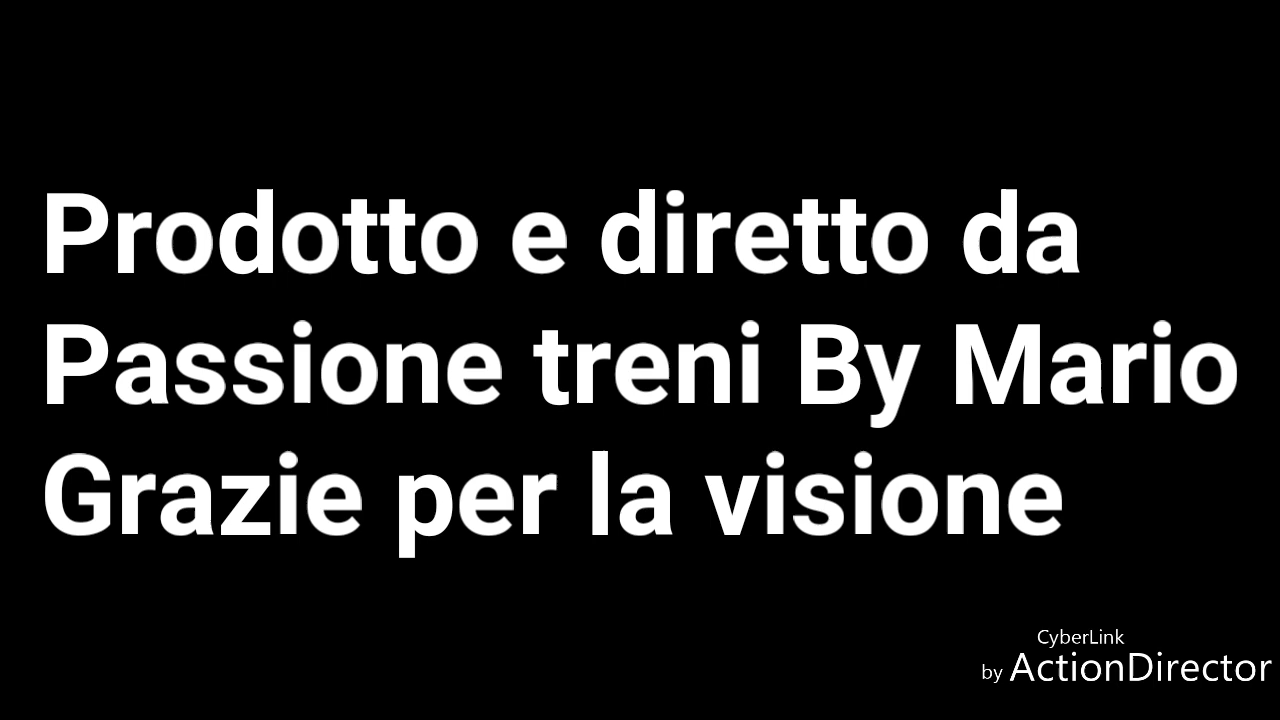 Prodotto e diretto da
Passione treni By Mario
Grazie per la visione
CyberLink
by ActionDirector